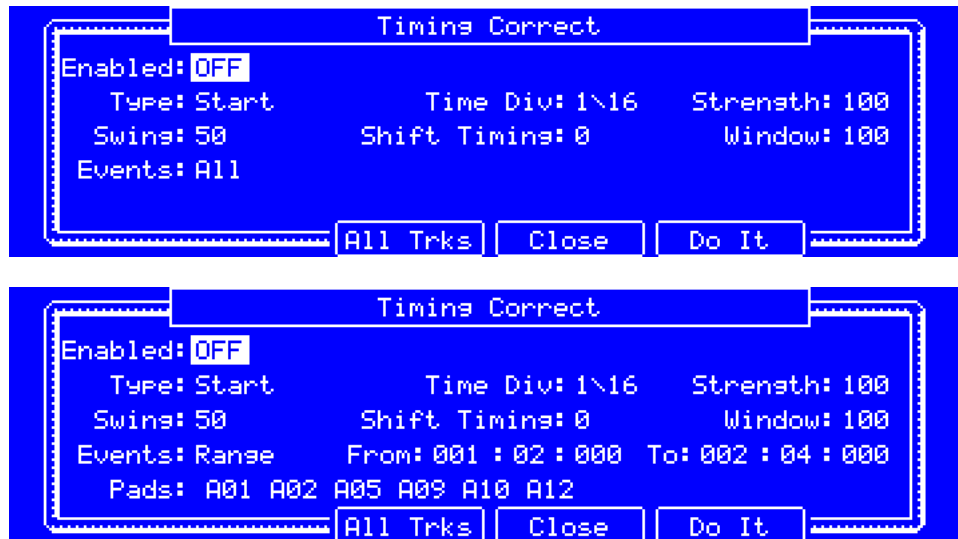 Timing Correct
Enabled: OFF
Type: Start Time Div: 1\16 Strength: 100
Swing: 50 Shift Timing: 0 Window: 100
Events: All
All Trks Close Do It
Timing Correct
Enabled: OFF
Type: Start Time Div: 1\16 Strength: 100
Swing: 50 Shift Timing: 0 Window: 100
Events: Range From: 001 : 02 : 000 To: 002 : 04 : 000
Pads: A01 A02 A05 A09 A10 A12
All Trks Close Do It